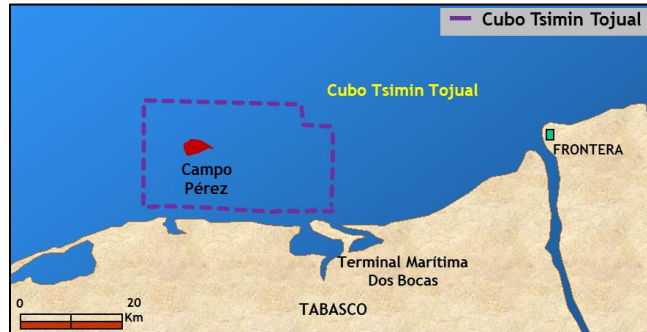 Cubo Tsimin Tojual
Cubo Tsimin Tojual
FRONTERA
Campo
Pérez
Terminal Marítima
Dos Bocas
0 20
Km
TABASCO